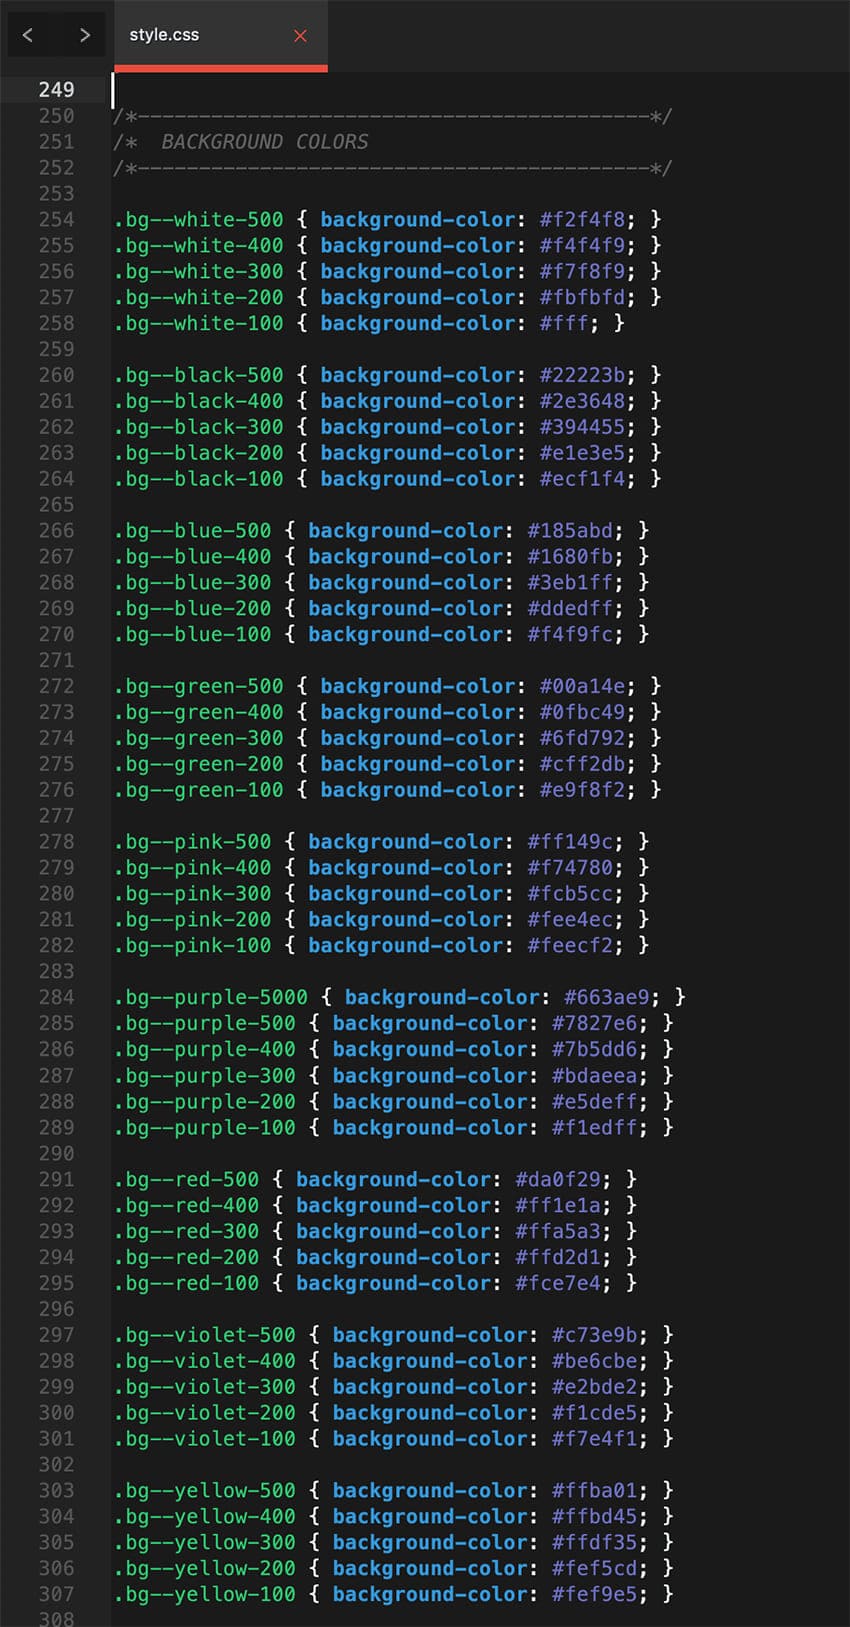 < > style.css ×
249
250 /*------------------------------------------*/
251 /*  BACKGROUND COLORS
252 /*------------------------------------------*/
253
254 .bg--white-500 { background-color: #f2f4f8; }
255 .bg--white-400 { background-color: #f4f4f9; }
256 .bg--white-300 { background-color: #f7f8f9; }
257 .bg--white-200 { background-color: #fbfbfd; }
258 .bg--white-100 { background-color: #fff; }
259
260 .bg--black-500 { background-color: #22223b; }
261 .bg--black-400 { background-color: #2e3648; }
262 .bg--black-300 { background-color: #394455; }
263 .bg--black-200 { background-color: #e1e3e5; }
264 .bg--black-100 { background-color: #ecf1f4; }
265
266 .bg--blue-500 { background-color: #185abd; }
267 .bg--blue-400 { background-color: #1680fb; }
268 .bg--blue-300 { background-color: #3eb1ff; }
269 .bg--blue-200 { background-color: #ddedff; }
270 .bg--blue-100 { background-color: #f4f9fc; }
271
272 .bg--green-500 { background-color: #00a14e; }
273 .bg--green-400 { background-color: #0fbc49; }
274 .bg--green-300 { background-color: #6fd792; }
275 .bg--green-200 { background-color: #cff2db; }
276 .bg--green-100 { background-color: #e9f8f2; }
277
278 .bg--pink-500 { background-color: #ff149c; }
279 .bg--pink-400 { background-color: #f74780; }
280 .bg--pink-300 { background-color: #fcb5cc; }
281 .bg--pink-200 { background-color: #fee4ec; }
282 .bg--pink-100 { background-color: #feecf2; }
283
284 .bg--purple-5000 { background-color: #663ae9; }
285 .bg--purple-500 { background-color: #7827e6; }
286 .bg--purple-400 { background-color: #7b5dd6; }
287 .bg--purple-300 { background-color: #bdaeea; }
288 .bg--purple-200 { background-color: #e5deff; }
289 .bg--purple-100 { background-color: #f1edff; }
290
291 .bg--red-500 { background-color: #da0f29; }
292 .bg--red-400 { background-color: #ff1e1a; }
293 .bg--red-300 { background-color: #ffa5a3; }
294 .bg--red-200 { background-color: #ffd2d1; }
295 .bg--red-100 { background-color: #fce7e4; }
296
297 .bg--violet-500 { background-color: #c73e9b; }
298 .bg--violet-400 { background-color: #be6cbe; }
299 .bg--violet-300 { background-color: #e2bde2; }
300 .bg--violet-200 { background-color: #f1cde5; }
301 .bg--violet-100 { background-color: #f7e4f1; }
302
303 .bg--yellow-500 { background-color: #ffba01; }
304 .bg--yellow-400 { background-color: #ffbd45; }
305 .bg--yellow-300 { background-color: #ffdf35; }
306 .bg--yellow-200 { background-color: #fef5cd; }
307 .bg--yellow-100 { background-color: #fef9e5; }
308